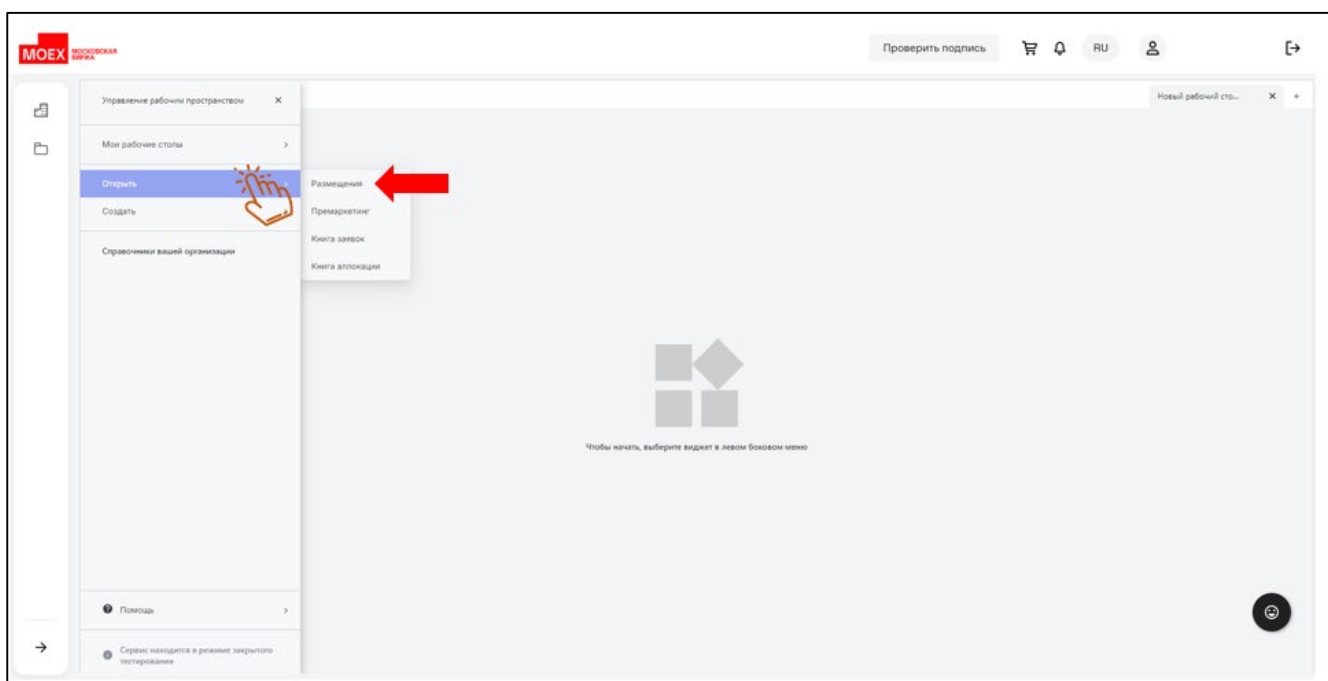 MOEX МОСКОВСКАЯ
БИРЖА
Проверить подпись
RU
Управление рабочим пространством
Новый рабочий сто...
Мои рабочие столы
Открыть
Размещения
Создать
Премаркетинг
Книга заявок
Справочники вашей организации
Книга аллокации
Чтобы начать, выберите виджет в левом боковом меню
Помощь
Сервис находится в режиме закрытого
тестирования